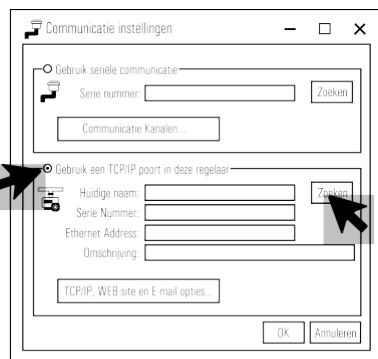 Communicatie instellingen
Gebruik seriële communicatie
Serie nummer:
Zoeken
Communicatie Kanalen...
Gebruik een TCP/IP poort in deze regelaar
Huidige naam:
Zoeken
Serie Nummer:
Ethernet Address:
Omschrijving:
TCP/IP, WEB site en E-mail opties...
OK
Annuleren